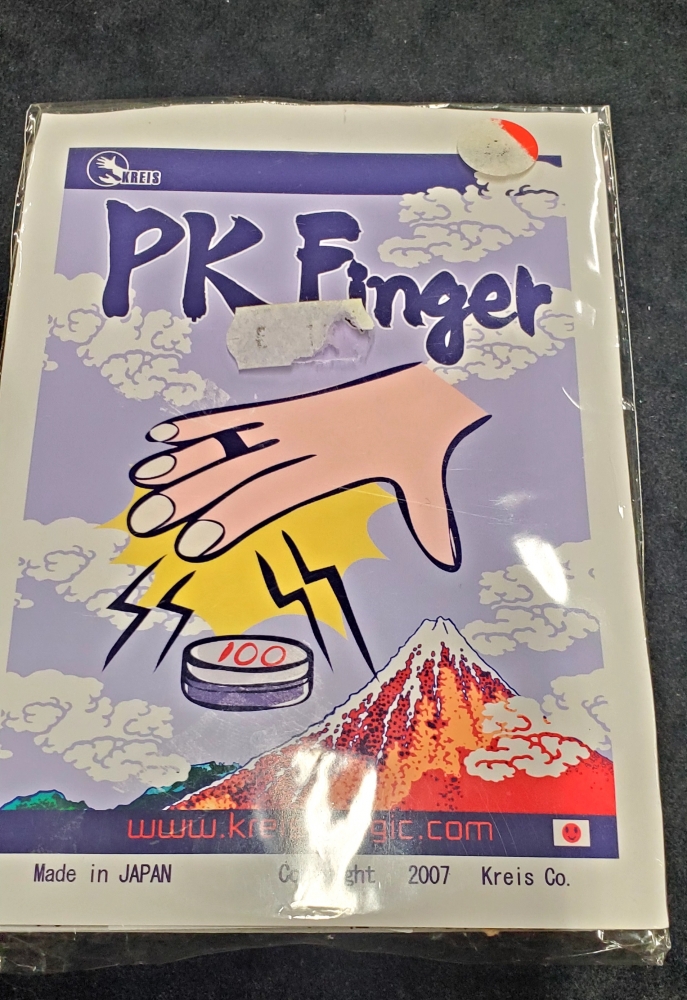 KREIS
PK Finger
100
Made in JAPAN
2007 Kreis Co.